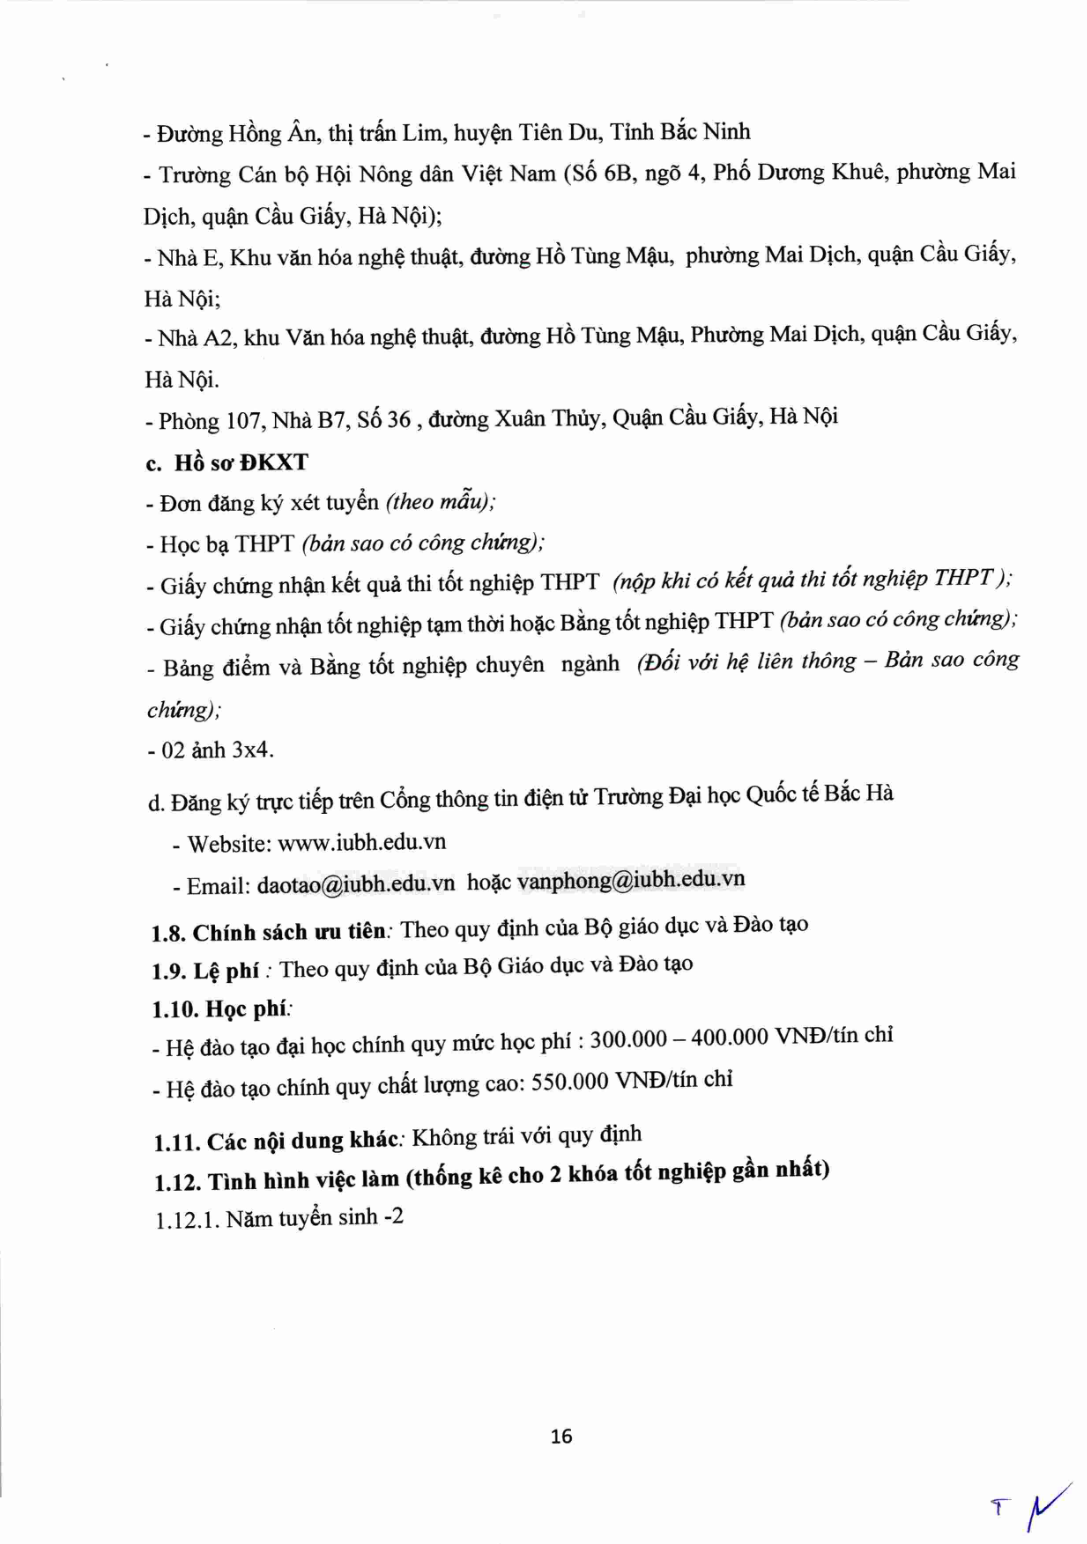 - Đường Hồng Ân, thị trấn Lim, huyện Tiên Du, Tỉnh Bắc Ninh
- Trường Cán bộ Hội Nông dân Việt Nam (Số 6B, ngõ 4, Phố Dương Khuê, phường Mai
Dịch, quận Cầu Giấy, Hà Nội);
- Nhà E, Khu văn hóa nghệ thuật, đường Hồ Tùng Mậu, phường Mai Dịch, quận Cầu Giấy,
Hà Nội;
- Nhà A2, khu Văn hóa nghệ thuật, đường Hồ Tùng Mậu, Phường Mai Dịch, quận Cầu Giấy,
Hà Nội.
- Phòng 107, Nhà B7, Số 36 , đường Xuân Thủy, Quận Cầu Giấy, Hà Nội
c. Hồ sơ ĐKXT
- Đơn đăng ký xét tuyển (theo mẫu);
- Học bạ THPT (bản sao có công chứng);
- Giấy chứng nhận kết quả thi tốt nghiệp THPT (nộp khi có kết quả thi tốt nghiệp THPT );
- Giấy chứng nhận tốt nghiệp tạm thời hoặc Bằng tốt nghiệp THPT (bản sao có công chứng);
- Bảng điểm và Bằng tốt nghiệp chuyên ngành (Đối với hệ liên thông – Bản sao công
chứng);
- 02 ảnh 3x4.
d. Đăng ký trực tiếp trên Cổng thông tin điện tử Trường Đại học Quốc tế Bắc Hà
- Website: www.iubh.edu.vn
- Email: daotao@iubh.edu.vn hoặc vanphong@iubh.edu.vn
1.8. Chính sách ưu tiên: Theo quy định của Bộ giáo dục và Đào tạo
1.9. Lệ phí : Theo quy định của Bộ Giáo dục và Đào tạo
1.10. Học phí:
- Hệ đào tạo đại học chính quy mức học phí : 300.000 – 400.000 VNĐ/tín chỉ
- Hệ đào tạo chính quy chất lượng cao: 550.000 VNĐ/tín chỉ
1.11. Các nội dung khác: Không trái với quy định
1.12. Tình hình việc làm (thống kê cho 2 khóa tốt nghiệp gần nhất)
1.12.1. Năm tuyển sinh -2
16